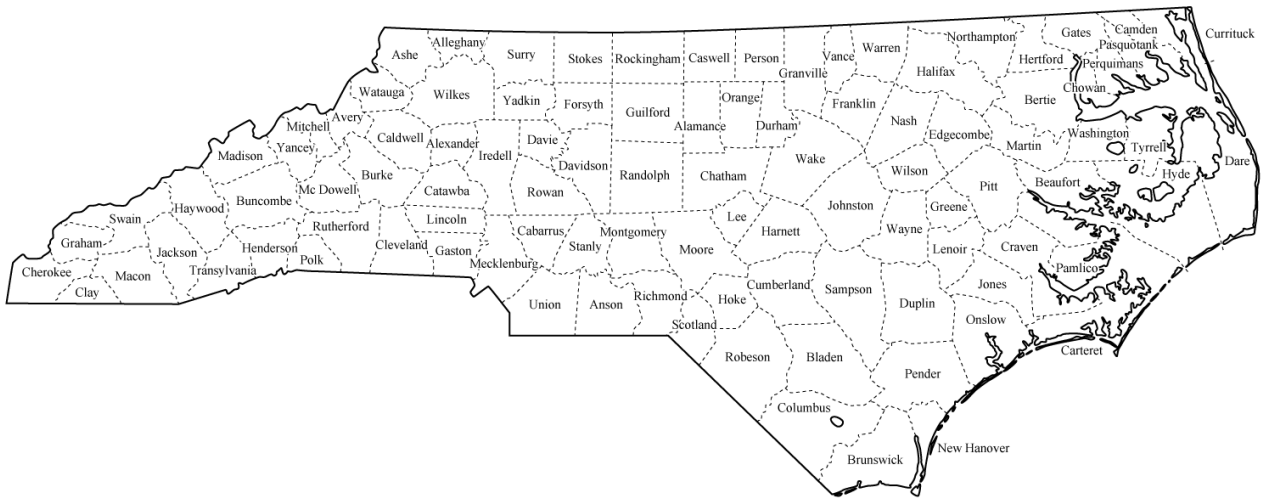 Ashe
Alleghany
Surry
Stokes
Rockingham
Caswell
Person
Granville
Vance
Warren
Northampton
Gates
Camden
Pasquotank
Currituck
Perquimans
Hertford
Halifax
Chowan
Bertie
Watauga
Wilkes
Yadkin
Forsyth
Guilford
Alamance
Orange
Durham
Franklin
Nash
Edgecombe
Martin
Washington
Tyrrell
Dare
Mitchell
Avery
Caldwell
Alexander
Iredell
Davie
Davidson
Wake
Wilson
Pitt
Beaufort
Hyde
Madison
Yancey
Burke
Catawba
Rowan
Randolph
Chatham
Johnston
Greene
Swain
Haywood
Buncombe
Mc Dowell
Rutherford
Lincoln
Cabarrus
Stanly
Montgomery
Moore
Lee
Harnett
Wayne
Lenoir
Craven
Pamlico
Graham
Cherokee
Clay
Macon
Jackson
Transylvania
Henderson
Polk
Cleveland
Gaston
Mecklenburg
Union
Anson
Richmond
Scotland
Hoke
Cumberland
Sampson
Duplin
Jones
Onslow
Carteret
Robeson
Bladen
Pender
Columbus
Brunswick
New Hanover